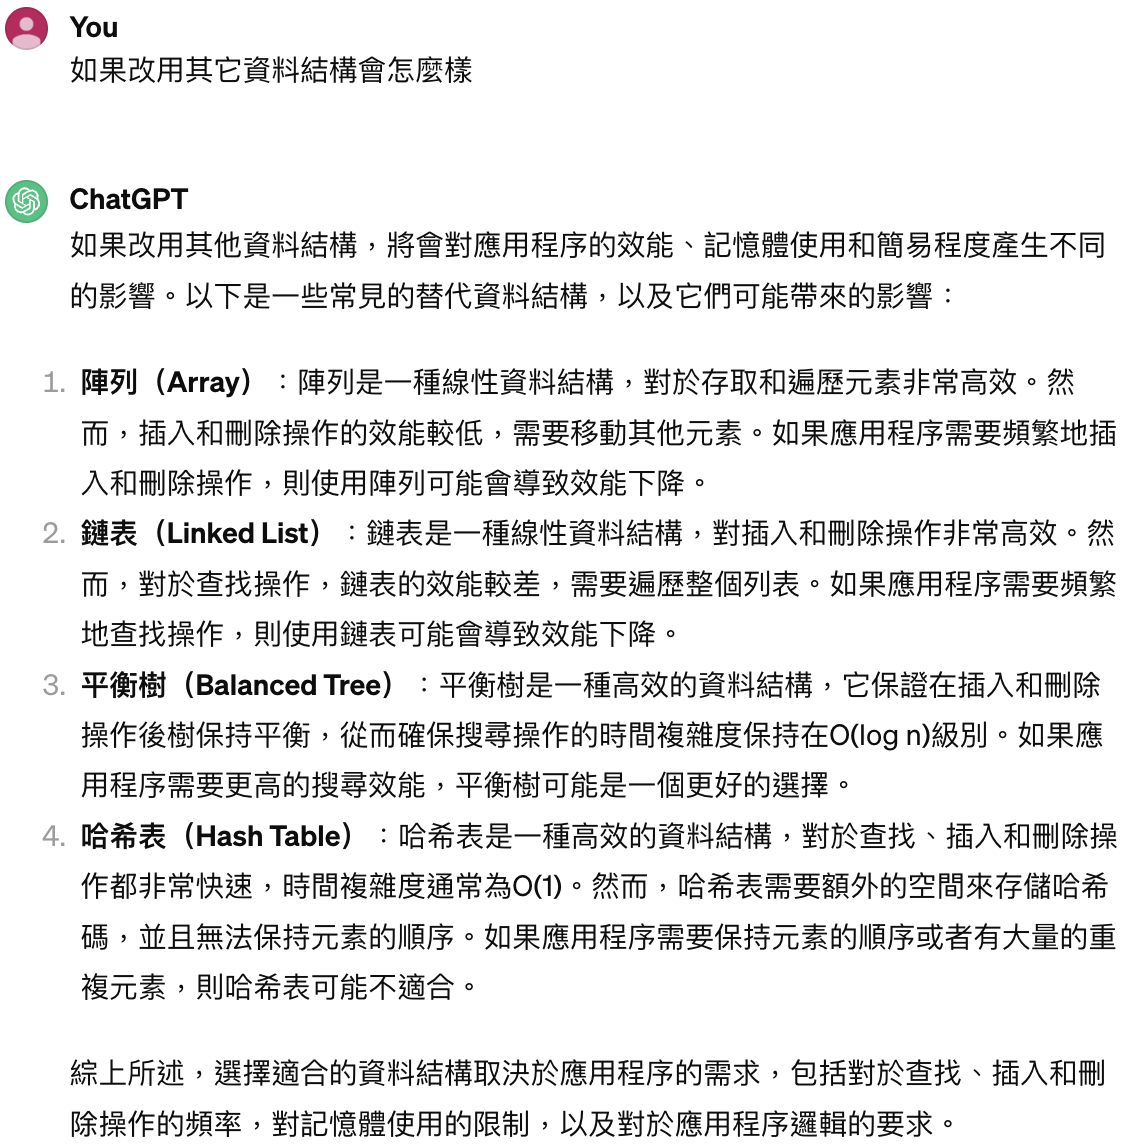 You
如果改用其它資料結構會怎麼樣
ChatGPT
如果改用其他資料結構，將會對應用程序的效能、記憶體使用和簡易程度產生不同
的影響。以下是一些常見的替代資料結構，以及它們可能帶來的影響：
1. 陣列（Array）：陣列是一種線性資料結構，對於存取和遍歷元素非常高效。然
而，插入和刪除操作的效能較低，需要移動其他元素。如果應用程序需要頻繁地插
入和刪除操作，則使用陣列可能會導致效能下降。
2. 鏈表（Linked List）：鏈表是一種線性資料結構，對插入和刪除操作非常高效。然
而，對於查找操作，鏈表的效能較差，需要遍歷整個列表。如果應用程序需要頻繁
地查找操作，則使用鏈表可能會導致效能下降。
3. 平衡樹（Balanced Tree）：平衡樹是一種高效的資料結構，它保證在插入和刪除
操作後樹保持平衡，從而確保搜尋操作的時間複雜度保持在O(log n)級別。如果應
用程序需要更高的搜尋效能，平衡樹可能是一個更好的選擇。
4. 哈希表（Hash Table）：哈希表是一種高效的資料結構，對於查找、插入和刪除操
作都非常快速，時間複雜度通常為O(1)。然而，哈希表需要額外的空間來存儲哈希
碼，並且無法保持元素的順序。如果應用程序需要保持元素的順序或者有大量的重
複元素，則哈希表可能不適合。
綜上所述，選擇適合的資料結構取決於應用程序的需求，包括對於查找、插入和刪
除操作的頻率，對記憶體使用的限制，以及對於應用程序邏輯的要求。